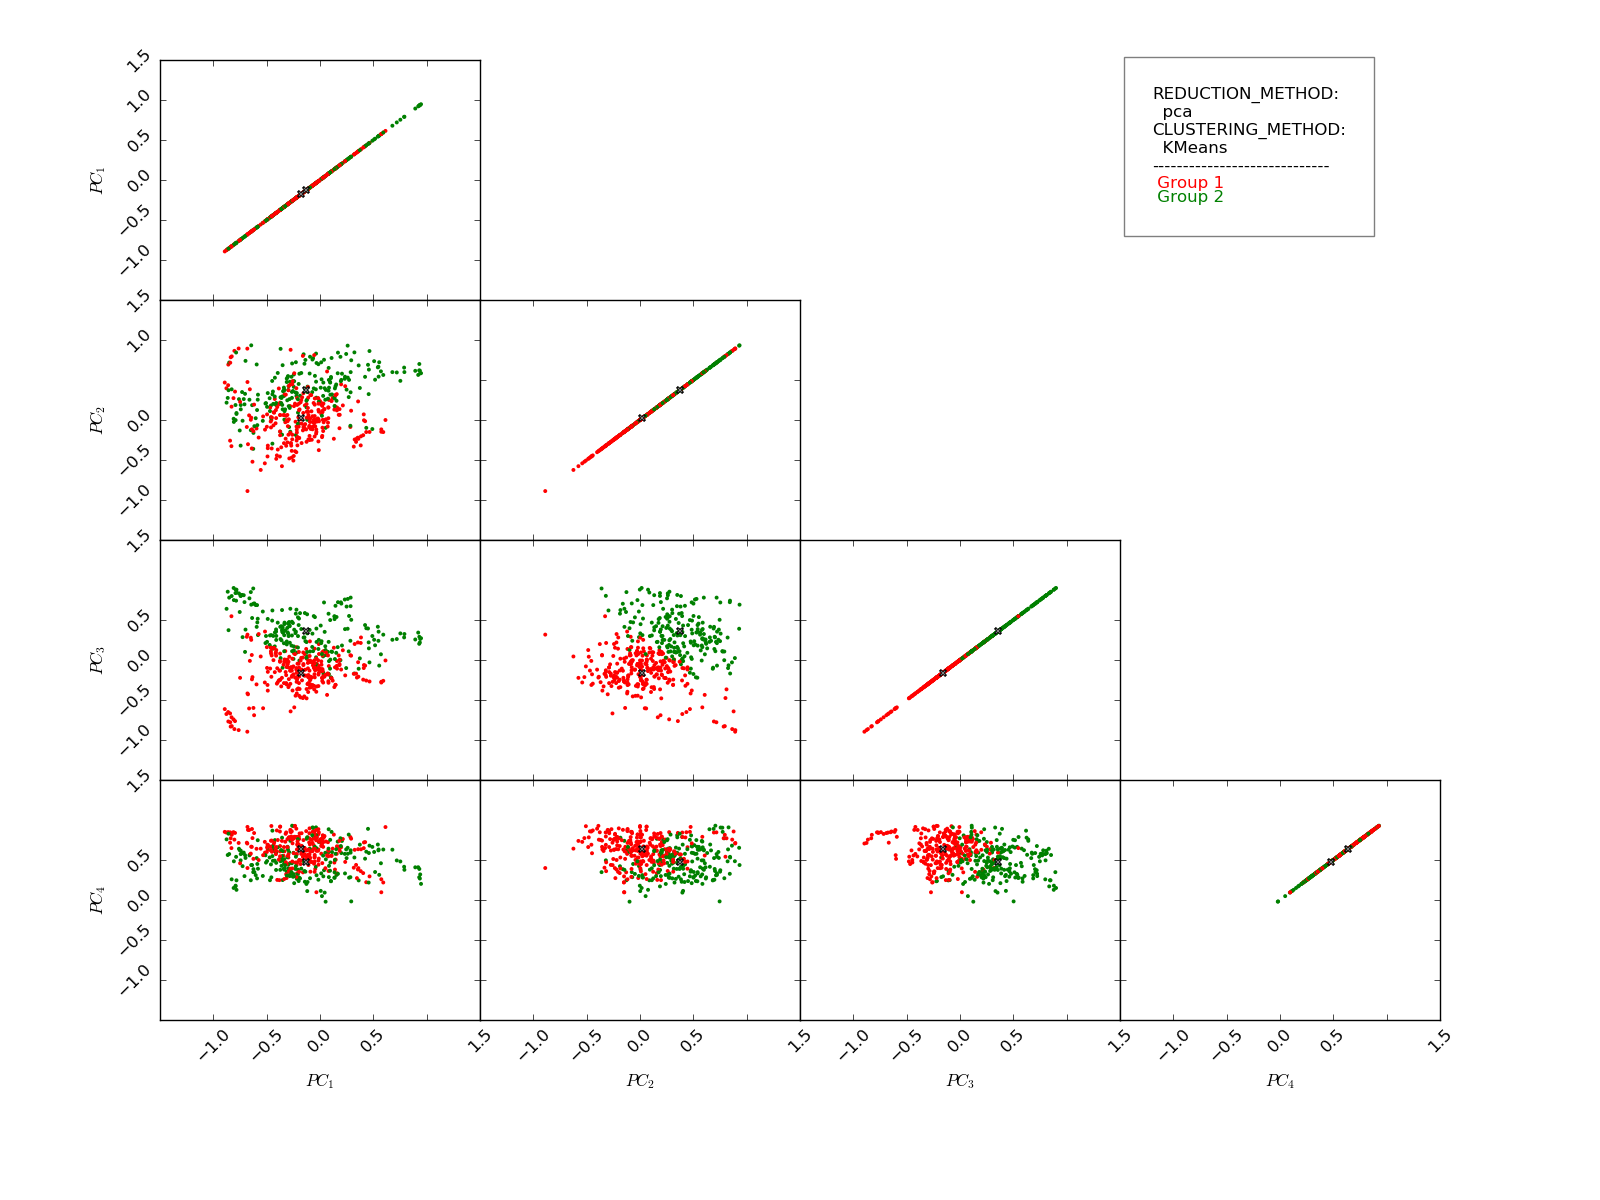 REDUCTION_METHOD:
pca
CLUSTERING_METHOD:
KMeans
------------------------------
Group 1
Group 2
1.5
1.0
0.5
0.0
−0.5
−1.0
PC1
1.5
1.0
0.0
−0.5
−1.0
PC2
1.5
0.5
0.0
−0.5
−1.0
PC3
1.5
0.5
0.0
−0.5
−1.0
PC4
−1.0 −0.5 0.0 0.5 1.5 −1.0 −0.5 0.0 0.5 1.5 −1.0 −0.5 0.0 0.5 1.5 −1.0 −0.5 0.0 0.5 1.5
PC1 PC2 PC3 PC4